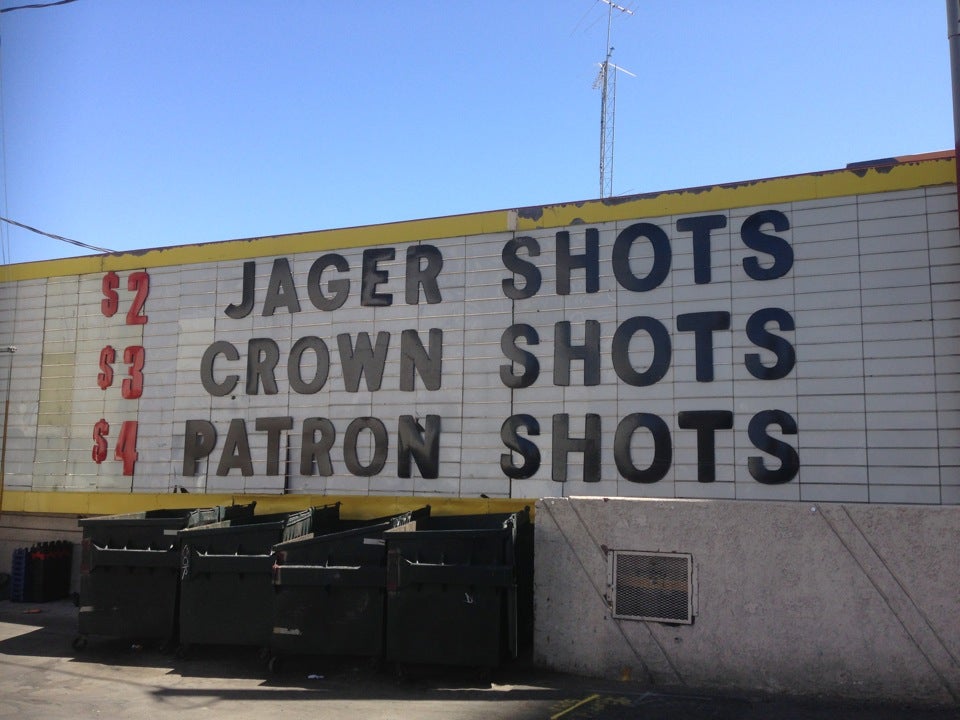 $2 JAGER SHOTS
$3 CROWN SHOTS
$4 PATRON SHOTS